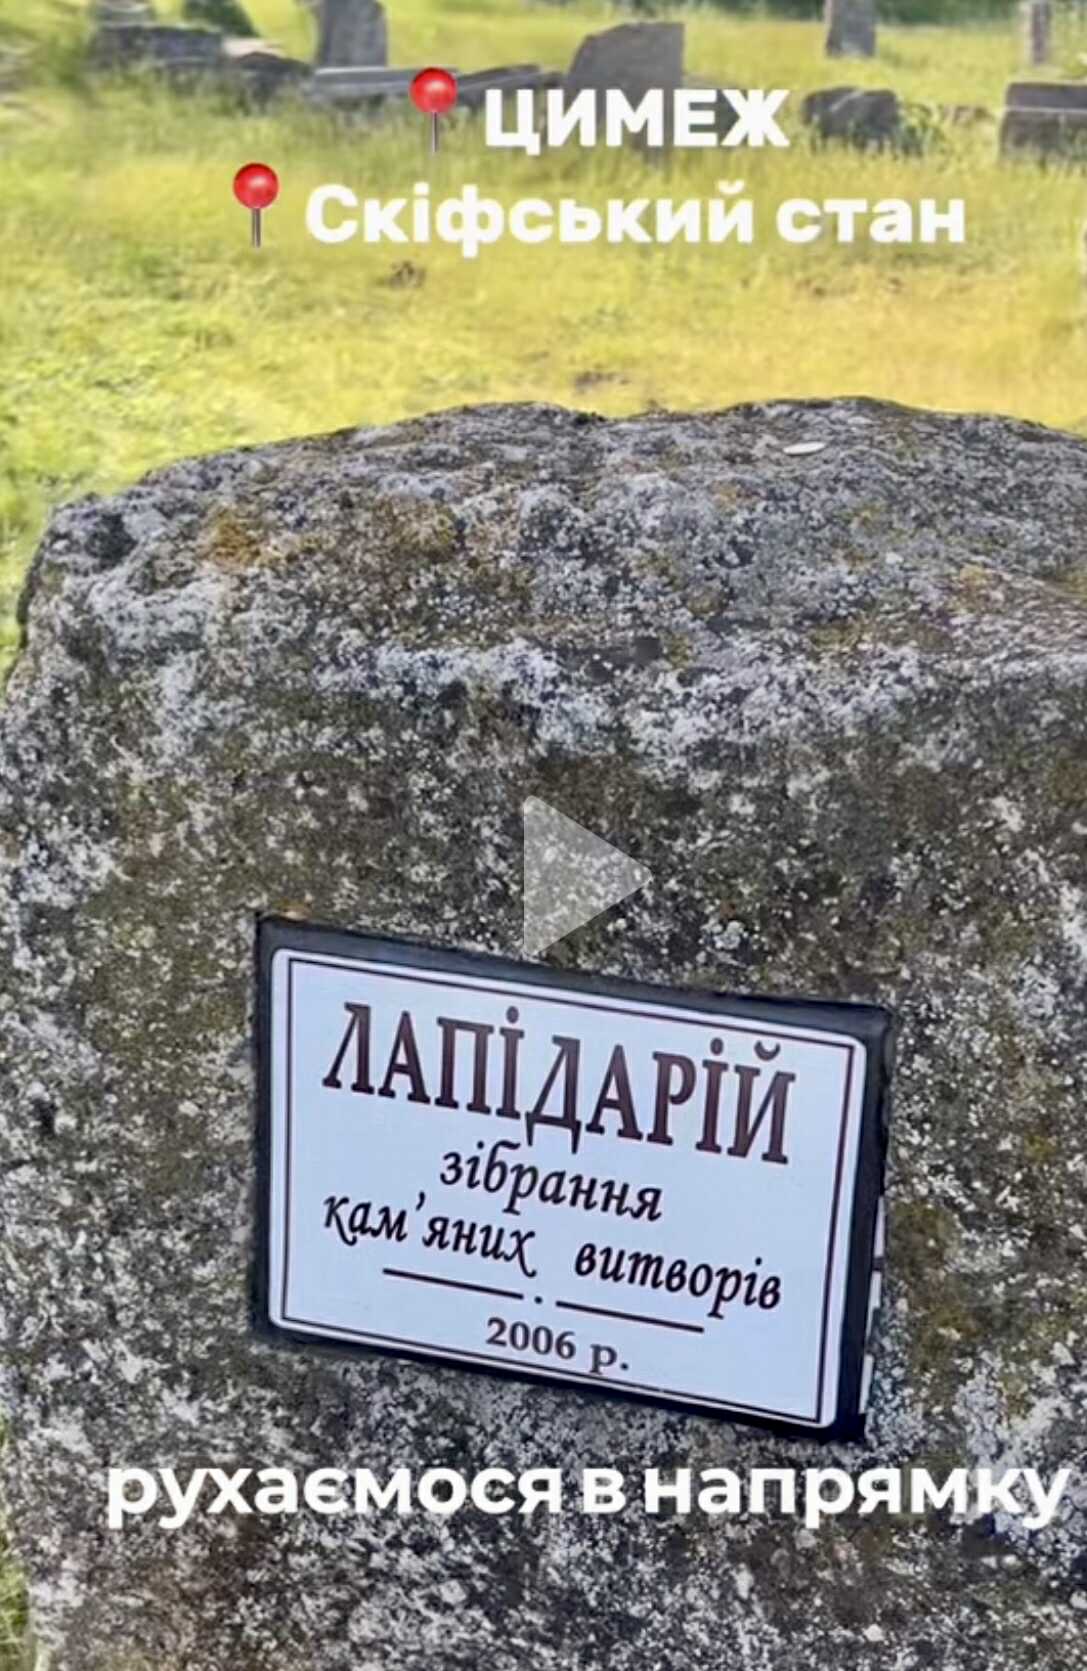 📍 ЦИМЕЖ
📍 Скіфський стан
ЛАПІДАРІЙ
зібрання
кам'яних витворів
2006 р.
рухаємося в напрямку